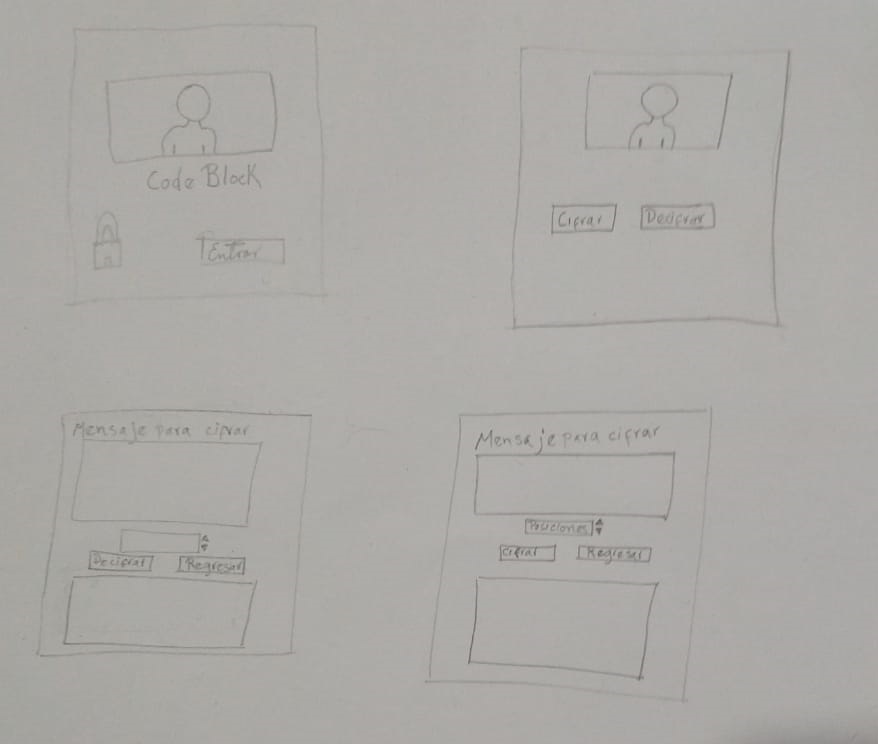 Code Block
Entrar
Cifrar
Decifrar
Mensaje para cifrar
Decifrar
Regresar
Mensaje para cifrar
Posiciones
Cifrar
Regresar